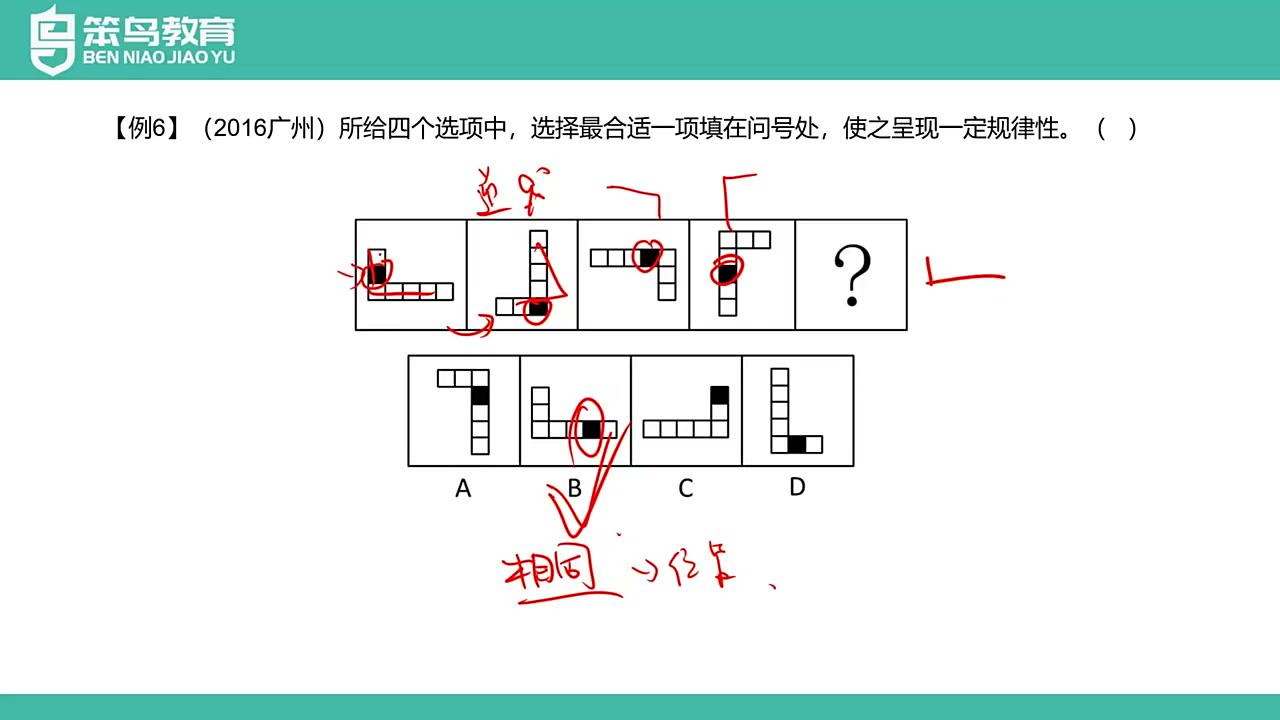 笨鸟教育
BEN NIAO JIAO YU
【例6】（2016广州）所给四个选项中，选择最合适一项填在问号处，使之呈现一定规律性。（ ）
?
A B C D
相同